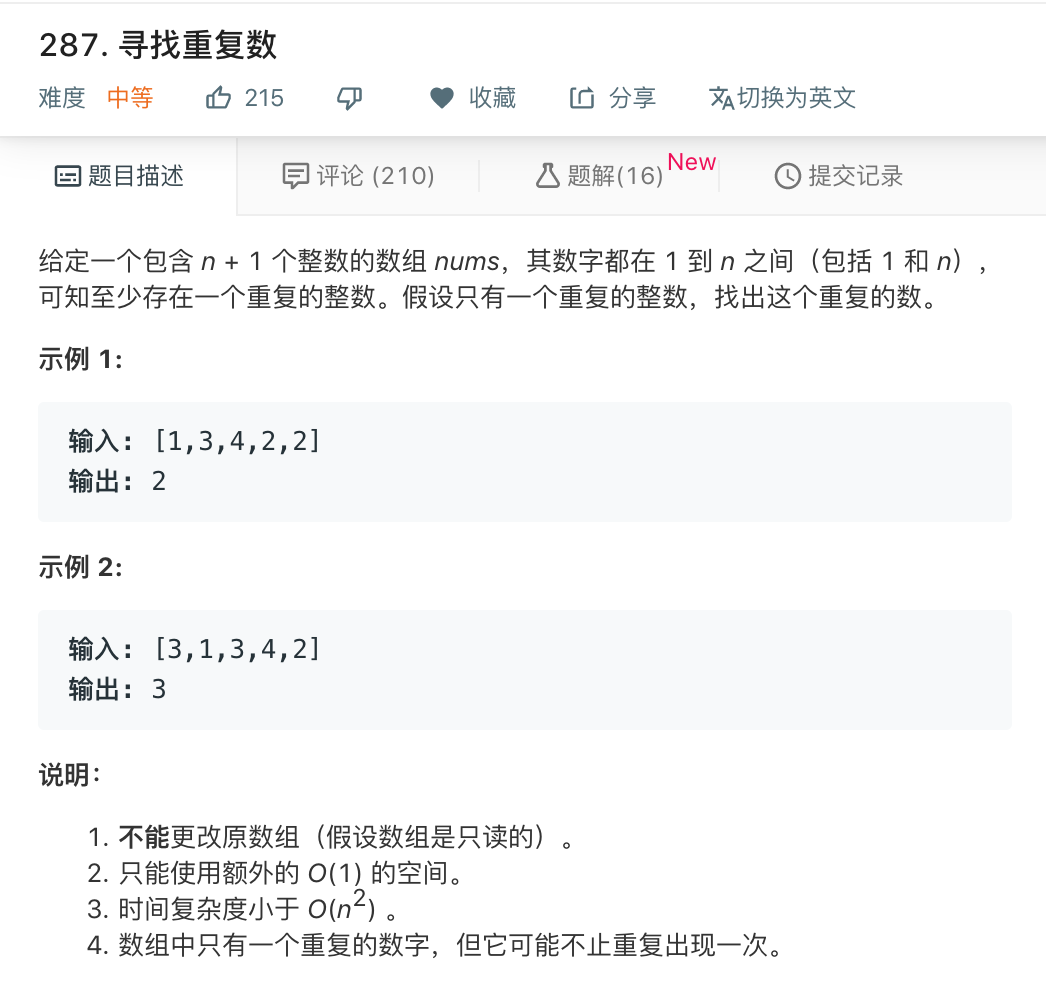 287. 寻找重复数
难度 中等 215 收藏 分享 切换为英文
题目描述 评论 (210) 题解(16) New 提交记录
给定一个包含 n + 1 个整数的数组 nums，其数字都在 1 到 n 之间（包括 1 和 n），
可知至少存在一个重复的整数。假设只有一个重复的整数，找出这个重复的数。
示例 1:
输入: [1,3,4,2,2]
输出: 2
示例 2:
输入: [3,1,3,4,2]
输出: 3
说明：
1. 不能更改原数组（假设数组是只读的）。
2. 只能使用额外的 O(1) 的空间。
3. 时间复杂度小于 O(n²) 。
4. 数组中只有一个重复的数字，但它可能不止重复出现一次。